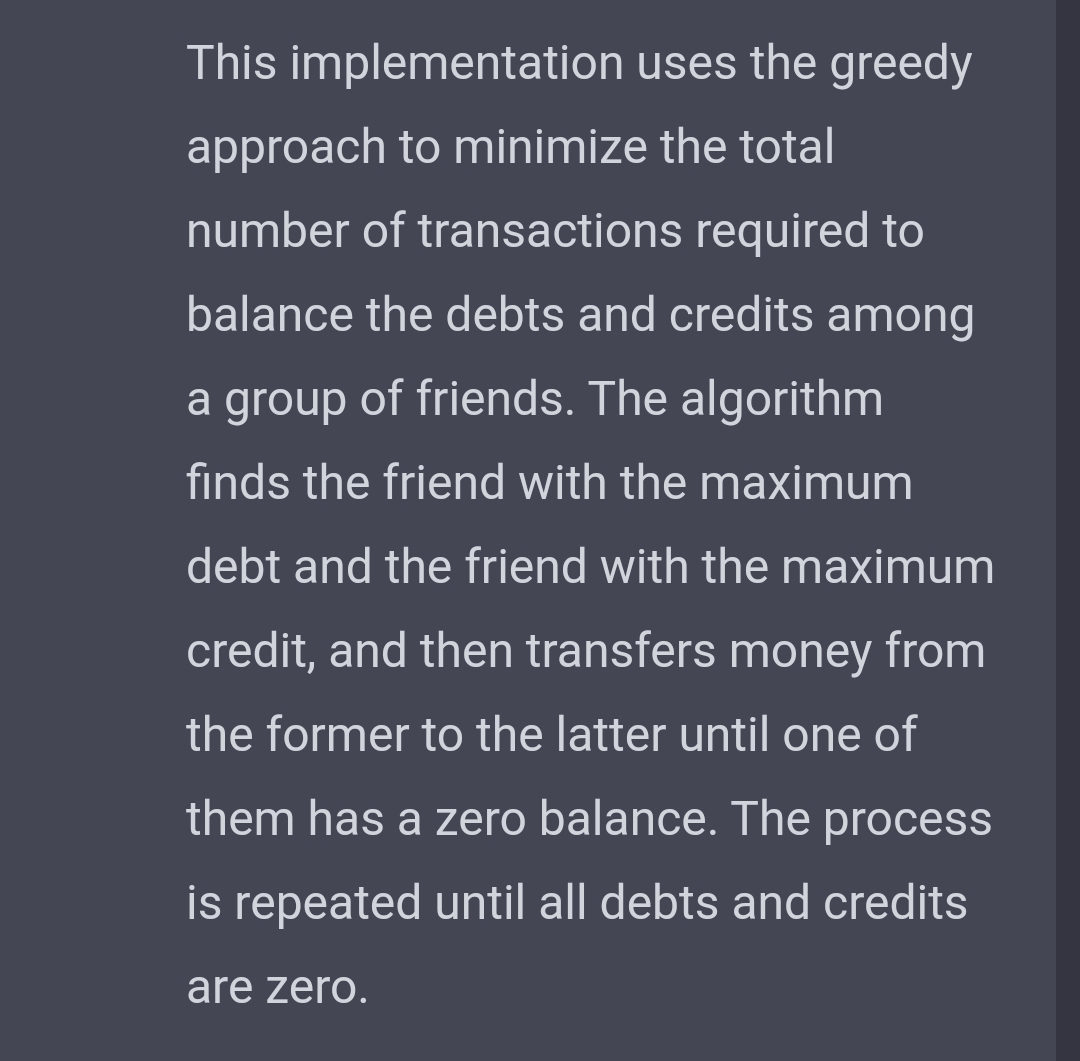 This implementation uses the greedy
approach to minimize the total
number of transactions required to
balance the debts and credits among
a group of friends. The algorithm
finds the friend with the maximum
debt and the friend with the maximum
credit, and then transfers money from
the former to the latter until one of
them has a zero balance. The process
is repeated until all debts and credits
are zero.